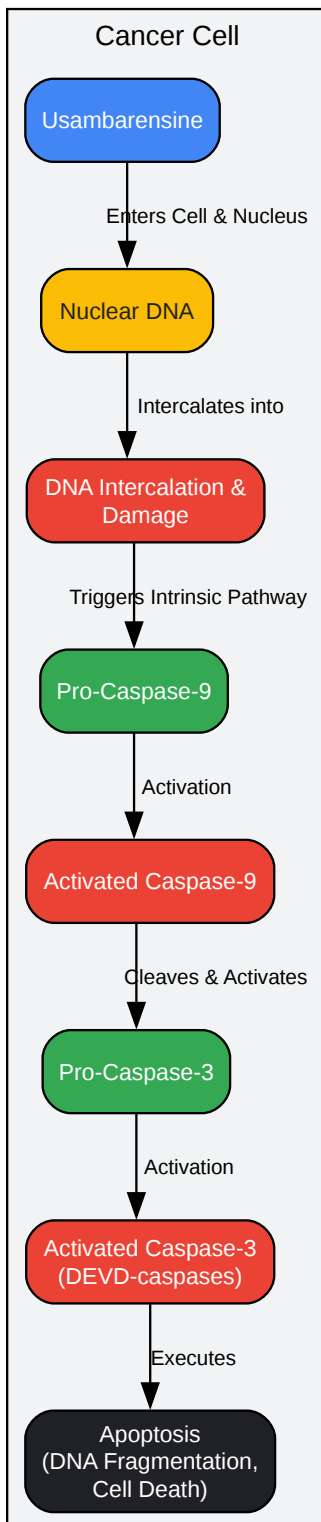 Cancer Cell
Usambarensine
Enters Cell & Nucleus
Nuclear DNA
Intercalates into
DNA Intercalation &
Damage
Triggers Intrinsic Pathway
Pro-Caspase-9
Activation
Activated Caspase-9
Cleaves & Activates
Pro-Caspase-3
Activation
Activated Caspase-3
(DEVD-caspases)
Executes
Apoptosis
(DNA Fragmentation,
Cell Death)